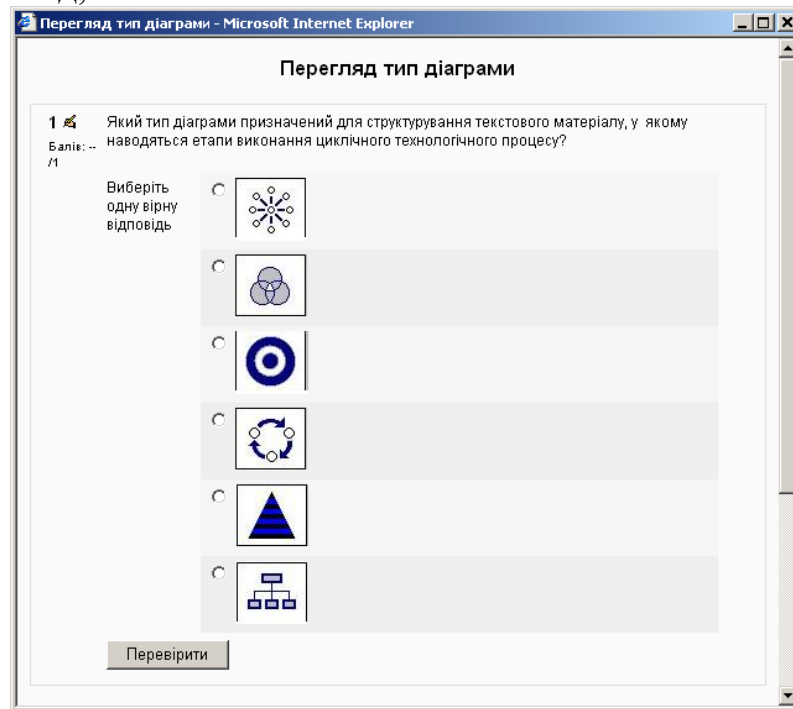 Перегляд тип діаграми - Microsoft Internet Explorer
Перегляд тип діаграми
1
Балів: --
/1
Який тип діаграми призначений для структурування текстового матеріалу, у якому
наводяться етапи виконання циклічного технологічного процесу?
Виберіть
одну вірну
відповідь
Перевірити